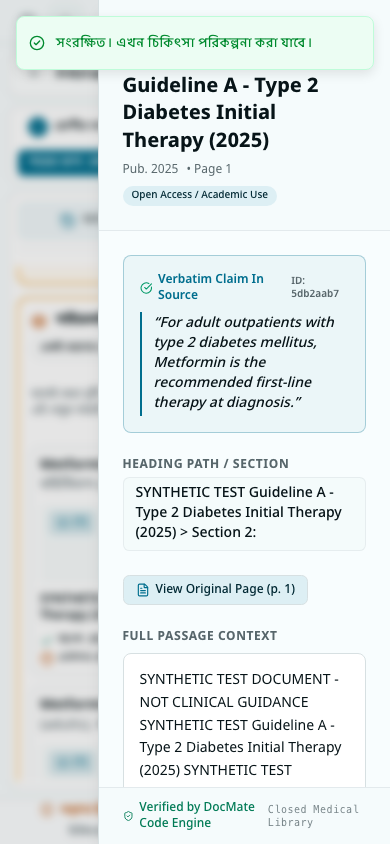 সংরক্ষিত। এখন চিকিৎসা পরিকল্পনা করা যাবে।
Guideline A - Type 2
Diabetes Initial
Therapy (2025)
Pub. 2025 • Page 1
Open Access / Academic Use
Verbatim Claim In
Source
ID:
5db2aab7
“For adult outpatients with
type 2 diabetes mellitus,
Metformin is the
recommended first-line
therapy at diagnosis.”
HEADING PATH / SECTION
SYNTHETIC TEST Guideline A -
Type 2 Diabetes Initial Therapy
(2025) > Section 2:
View Original Page (p. 1)
FULL PASSAGE CONTEXT
SYNTHETIC TEST DOCUMENT -
NOT CLINICAL GUIDANCE
SYNTHETIC TEST Guideline A -
Type 2 Diabetes Initial Therapy
(2025) SYNTHETIC TEST
Verified by DocMate
Code Engine
Closed Medical
Library